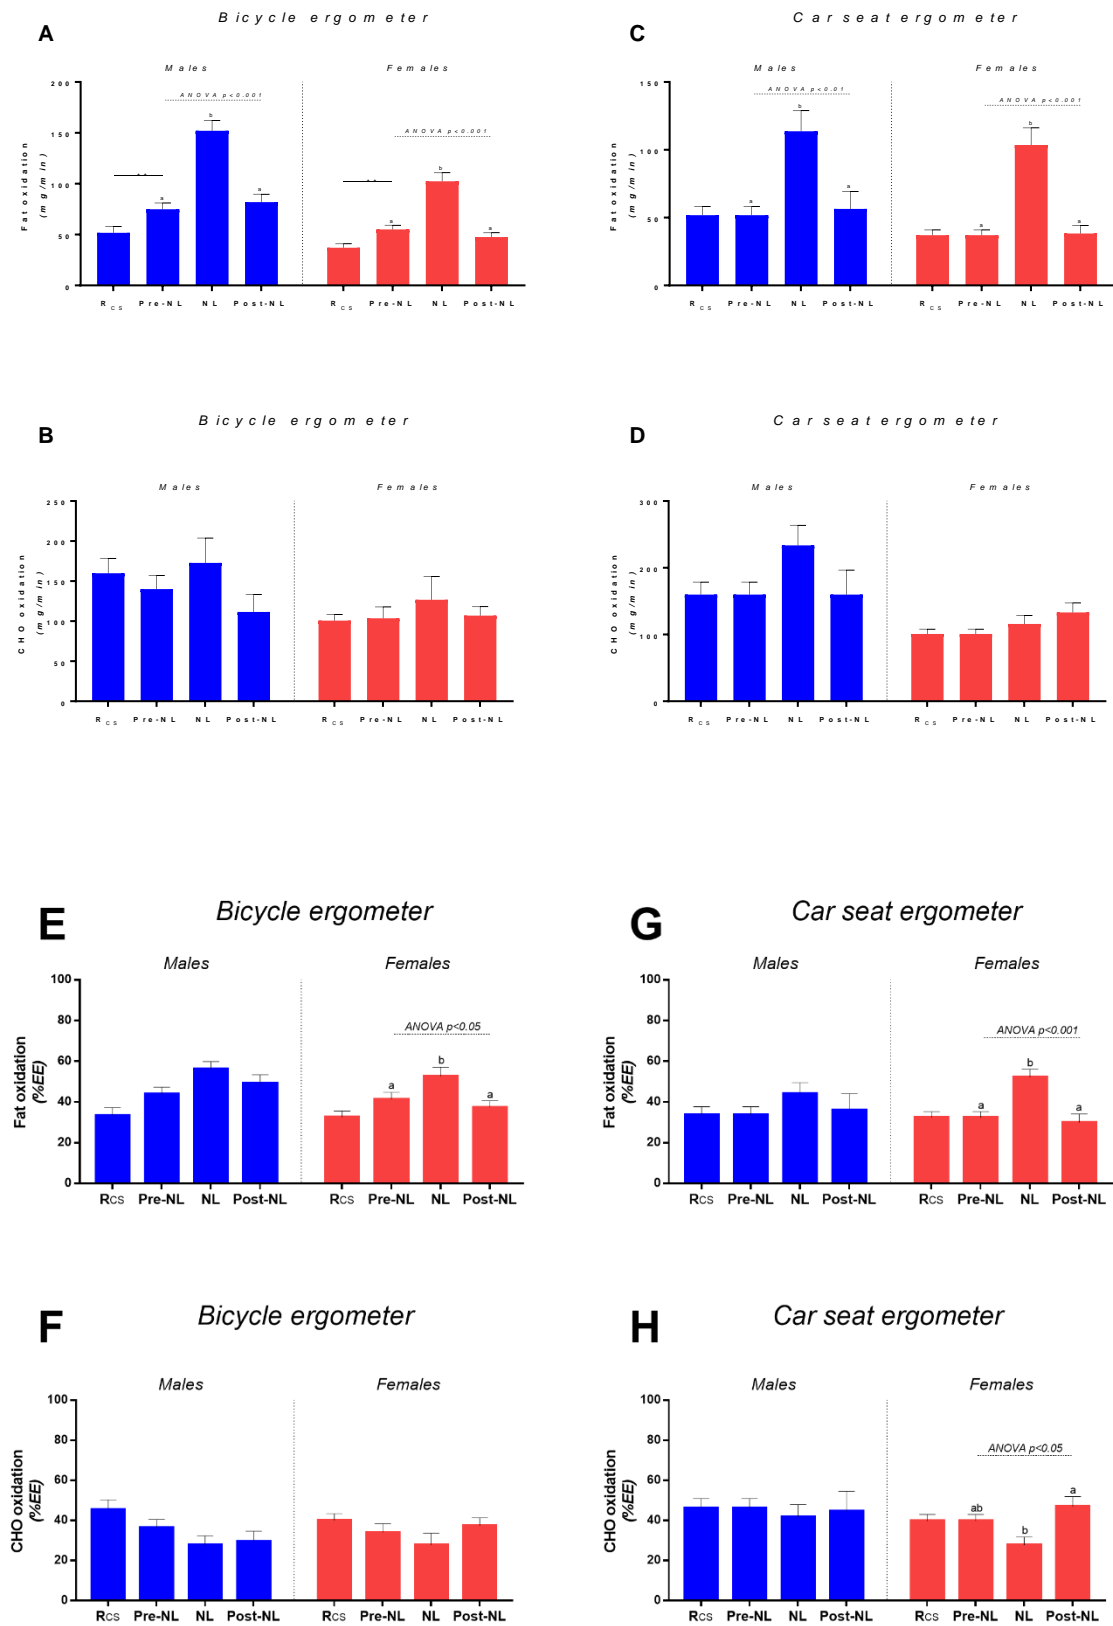 Bicycle ergometer
A
Males
Females
200
150
100
50
0
Fat oxidation
(mg/min)
ANOVA p<0.001
ANOVA p<0.001
a
b
a
a
b
a
RCS Pre-NL NL Post-NL
RCS Pre-NL NL Post-NL
Car seat ergometer
C
Males
Females
150
100
50
0
Fat oxidation
(mg/min)
ANOVA p<0.01
ANOVA p<0.001
a
b
a
a
b
a
RCS Pre-NL NL Post-NL
RCS Pre-NL NL Post-NL
Bicycle ergometer
B
Males
Females
250
200
150
100
50
0
CHO oxidation
(mg/min)
RCS Pre-NL NL Post-NL
RCS Pre-NL NL Post-NL
Car seat ergometer
D
Males
Females
300
200
100
0
CHO oxidation
(mg/min)
RCS Pre-NL NL Post-NL
RCS Pre-NL NL Post-NL
Bicycle ergometer
E
Males
Females
100
80
60
40
20
0
Fat oxidation
(%EE)
ANOVA p<0.05
a
b
a
RCS Pre-NL NL Post-NL
RCS Pre-NL NL Post-NL
Car seat ergometer
G
Males
Females
100
80
60
40
20
0
Fat oxidation
(%EE)
ANOVA p<0.001
a
b
a
RCS Pre-NL NL Post-NL
RCS Pre-NL NL Post-NL
Bicycle ergometer
F
Males
Females
100
80
60
40
20
0
CHO oxidation
(%EE)
RCS Pre-NL NL Post-NL
RCS Pre-NL NL Post-NL
Car seat ergometer
H
Males
Females
100
80
60
40
20
0
CHO oxidation
(%EE)
ANOVA p<0.05
ab
b
a
RCS Pre-NL NL Post-NL
RCS Pre-NL NL Post-NL